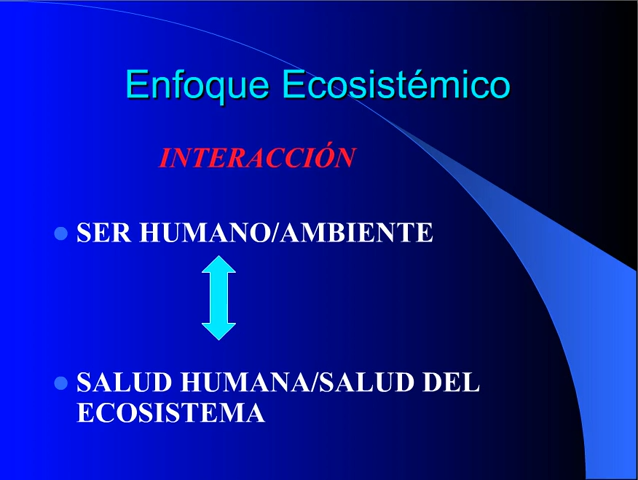 Enfoque Ecosistémico
INTERACCIÓN
SER HUMANO/AMBIENTE
SALUD HUMANA/SALUD DEL
ECOSISTEMA